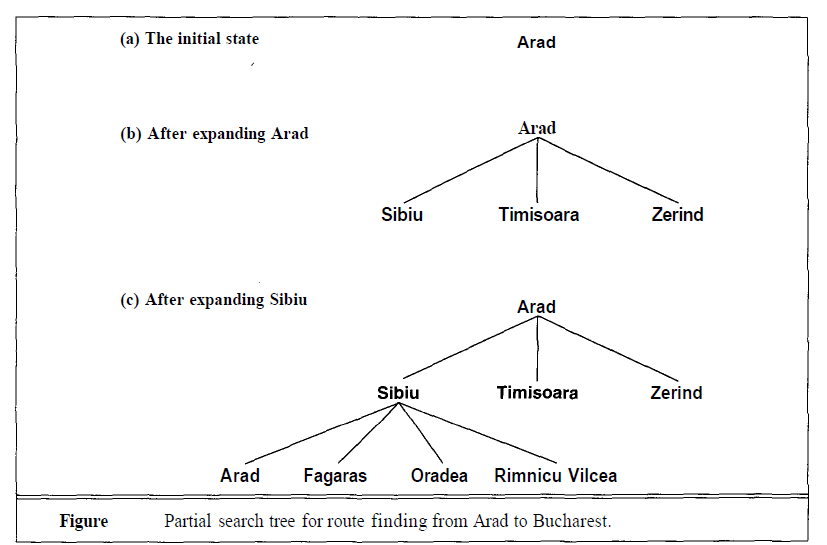 (a) The initial state
Arad
(b) After expanding Arad
Arad
Sibiu Timisoara Zerind
(c) After expanding Sibiu
Arad
Sibiu Timisoara Zerind
Arad Fagaras Oradea Rimnicu Vilcea
Figure Partial search tree for route finding from Arad to Bucharest.